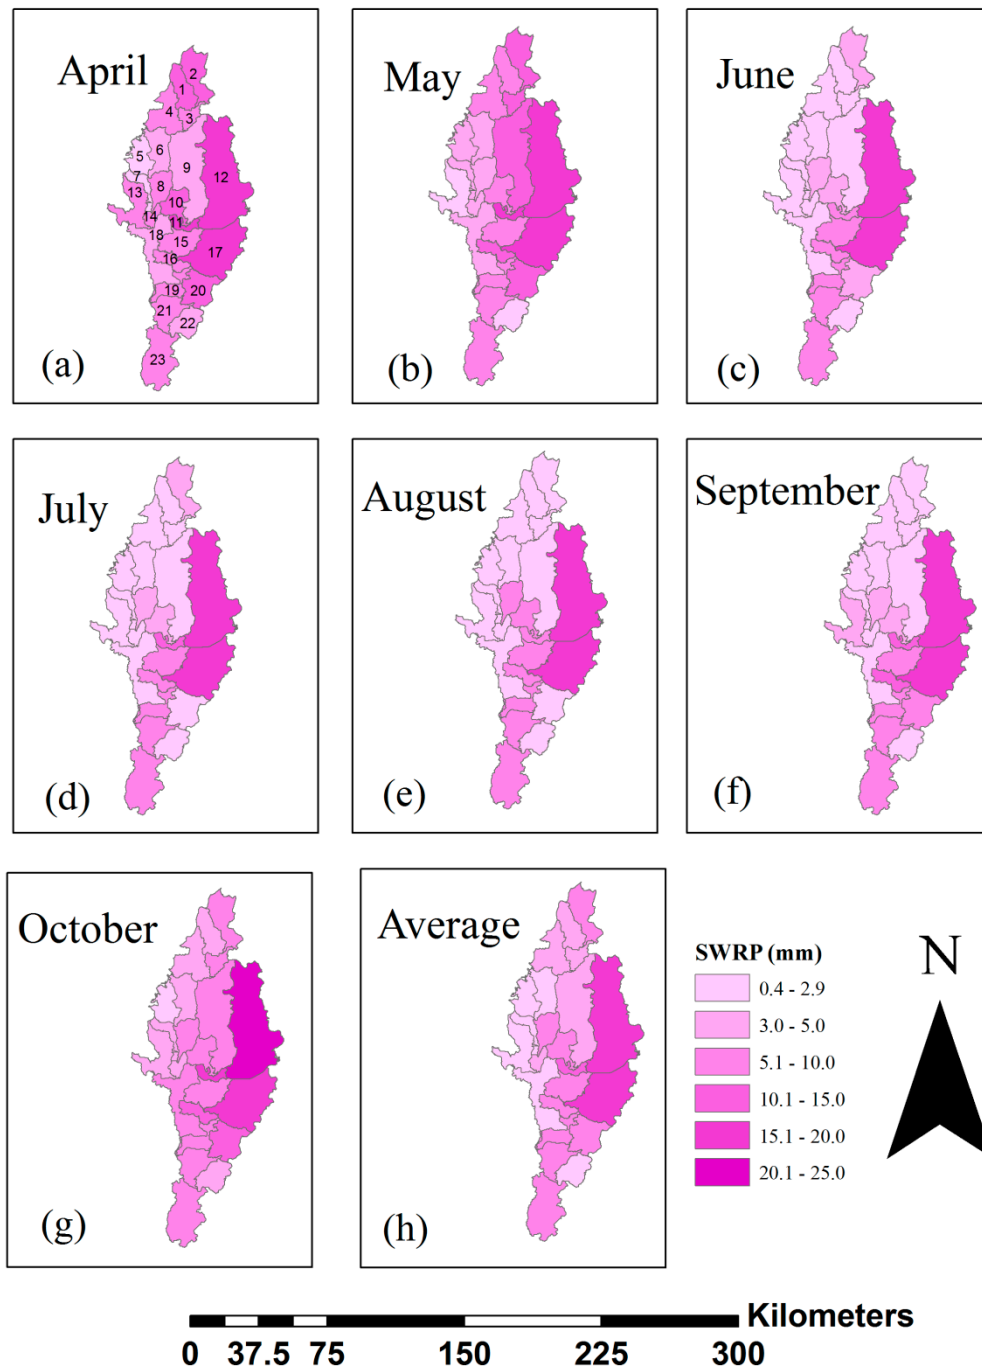 April
2
1
4
3
5
6
9
12
7
8
13
10
14
11
18
15
17
16
19
20
21
22
23
(a)
May
(b)
June
(c)
July
(d)
August
(e)
September
(f)
October
(g)
Average
(h)
SWRP (mm)
0.4 - 2.9
3.0 - 5.0
5.1 - 10.0
10.1 - 15.0
15.1 - 20.0
20.1 - 25.0
N
Kilometers
0 37.5 75 150 225 300